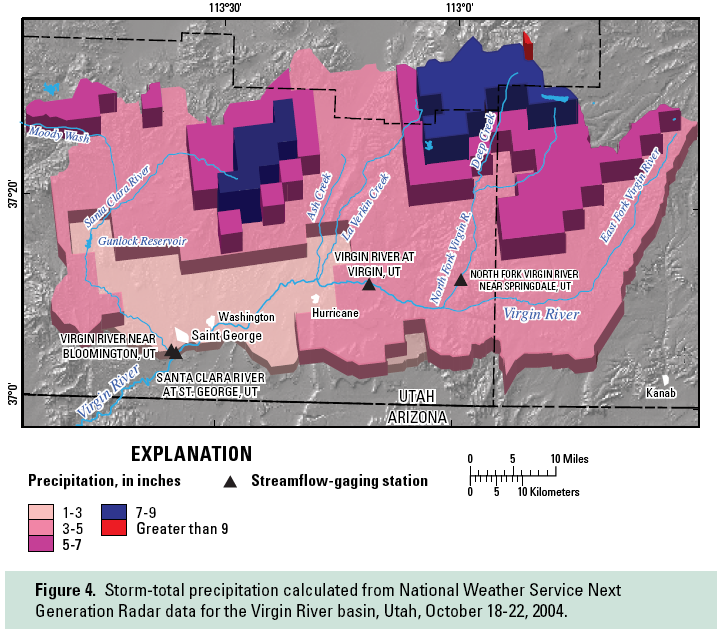 113°30'
113°0'
37°20'
37°0'
Moody Wash
Santa Clara River
Gunlock Reservoir
Ash Creek
La Verkin Creek
Deep Creek
North Fork Virgin R.
East Fork Virgin River
VIRGIN RIVER AT
VIRGIN, UT
NORTH FORK VIRGIN RIVER
NEAR SPRINGDALE, UT
Virgin River
Hurricane
Washington
Saint George
VIRGIN RIVER NEAR
BLOOMINGTON, UT
SANTA CLARA RIVER
AT ST. GEORGE, UT
Virgin River
UTAH
ARIZONA
Kanab
EXPLANATION
Precipitation, in inches
1-3
3-5
5-7
7-9
Greater than 9
Streamflow-gaging station
0 5 10 Miles
0 5 10 Kilometers
Figure 4. Storm-total precipitation calculated from National Weather Service Next
Generation Radar data for the Virgin River basin, Utah, October 18-22, 2004.